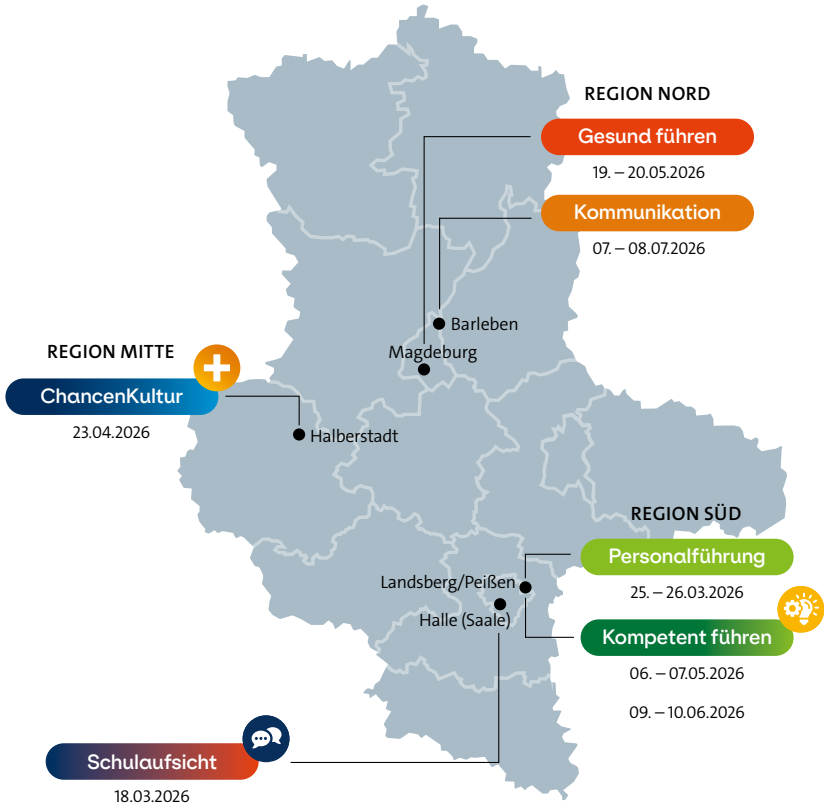 REGION NORD
Gesund führen
19. – 20.05.2026
Kommunikation
07. – 08.07.2026
Barleben
Magdeburg
REGION MITTE
ChancenKultur
23.04.2026
Halberstadt
REGION SÜD
Personalführung
25. – 26.03.2026
Landsberg/Peißen
Halle (Saale)
Kompetent führen
06. – 07.05.2026
09. – 10.06.2026
Schulaufsicht
18.03.2026